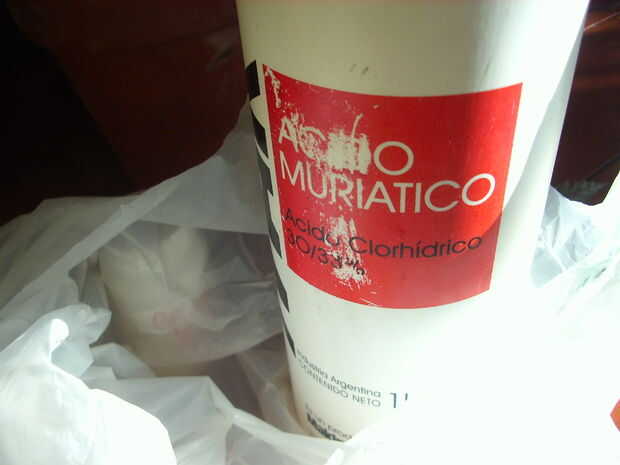 ACIDO
MURIATICO
Acido Clorhídrico
30/33%
Industria Argentina
CONTENIDO NETO 1'